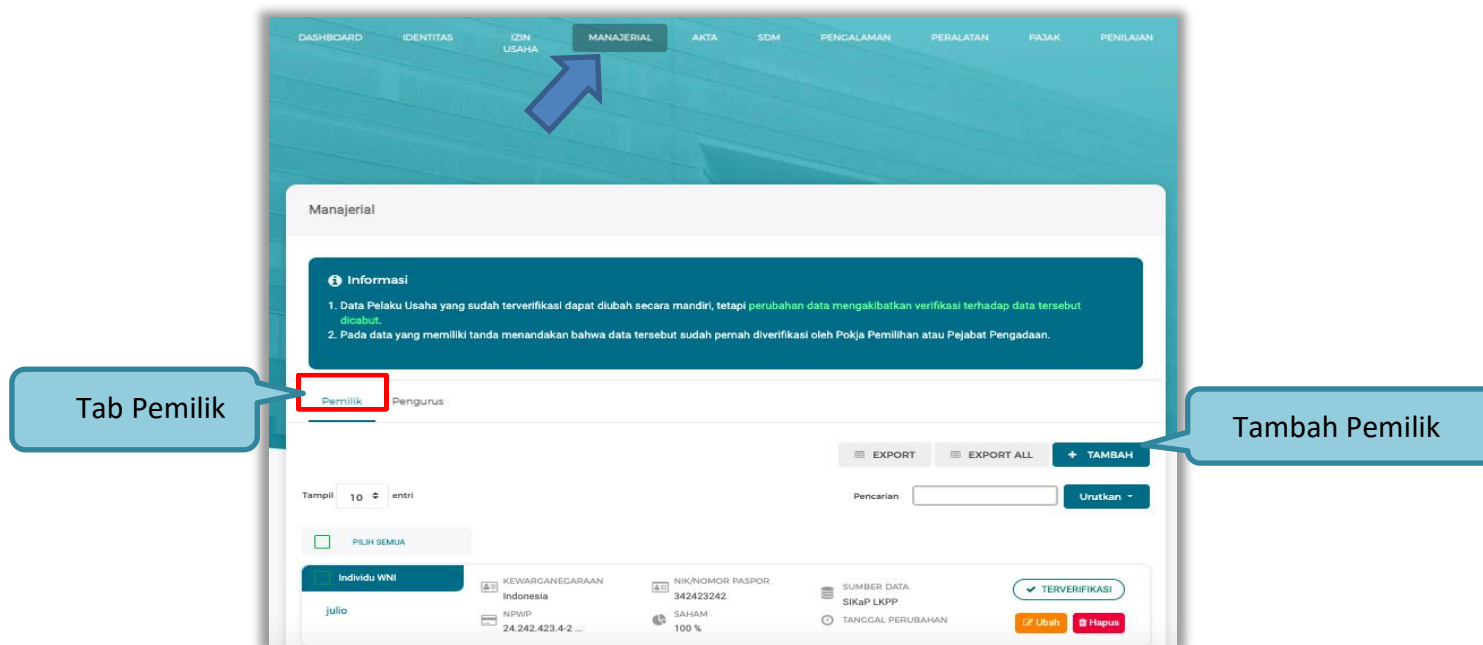 DASHBOARD IDENTITAS IZIN USAHA MANAJERIAL AKTA SDM PENGALAMAN PERALATAN PAJAK PENILAIAN
Manajerial
Informasi
1. Data Pelaku Usaha yang sudah terverifikasi dapat diubah secara mandiri, tetapi perubahan data mengakibatkan verifikasi terhadap data tersebut
dicabut.
2. Pada data yang memiliki tanda menandakan bahwa data tersebut sudah pernah diverifikasi oleh Pokja Pemilihan atau Pejabat Pengadaan.
Tab Pemilik
Pemilik Pengurus
Tambah Pemilik
EXPORT EXPORT ALL + TAMBAH
Tampil 10 entri Pencarian Urutkan
PILIH SEMUA
Individu WNI
julio
KEWARGANEGARAAN
Indonesia
NPWP
24.242.423.4-2 ...
NIK/NOMOR PASPOR
342423242
SAHAM
100 %
SUMBER DATA
SIKaP LKPP
TANGGAL PERUBAHAN
TERVERIFIKASI
Ubah Hapus